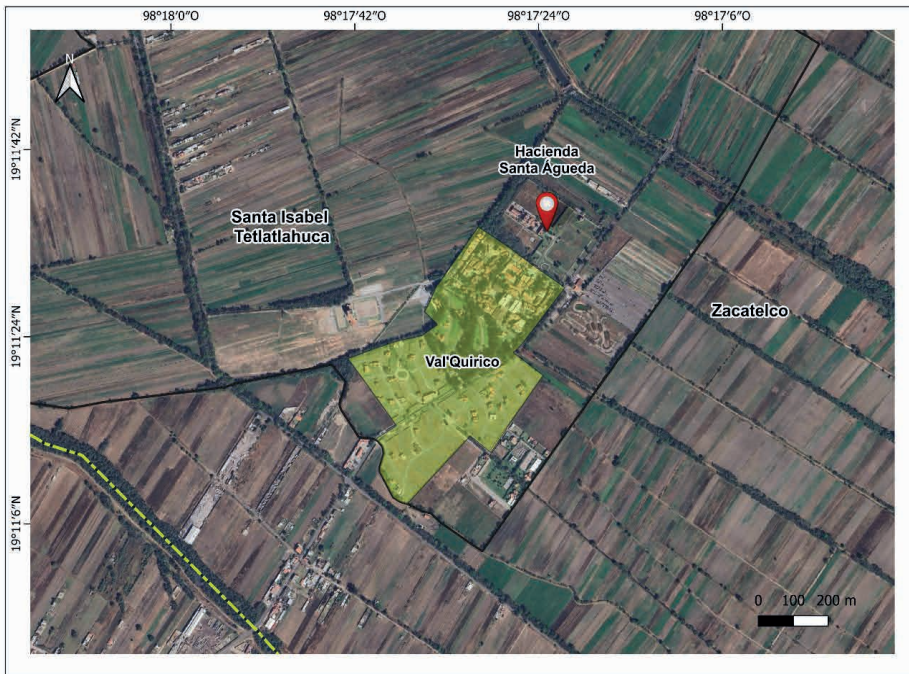 98°18′0″O
98°17′42″O
98°17′24″O
98°17′6″O
N
19°11′42″N
Hacienda
Santa Águeda
Santa Isabel
Tetlatlahuca
Zacatelco
19°11′24″N
Val'Quirico
19°11′6″N
0 100 200 m